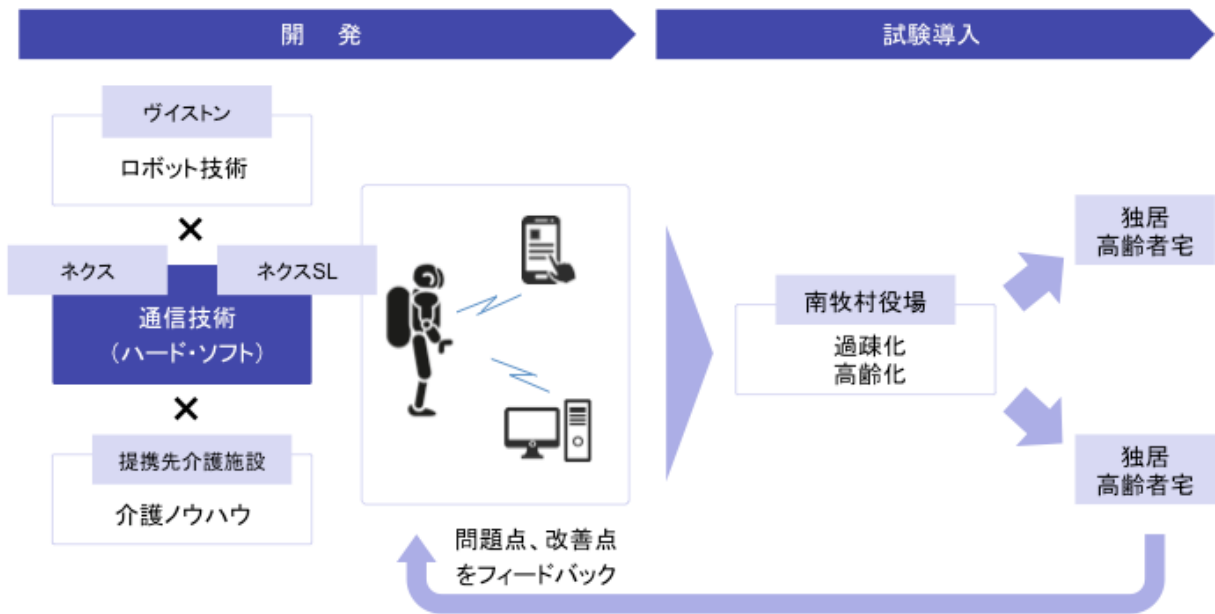 開 発
試験導入
ヴイストン
ロボット技術
×
ネクス
ネクスSL
通信技術
(ハード・ソフト)
×
提携先介護施設
介護ノウハウ
問題点、改善点
をフィードバック
南牧村役場
過疎化
高齢化
独居
高齢者宅
独居
高齢者宅